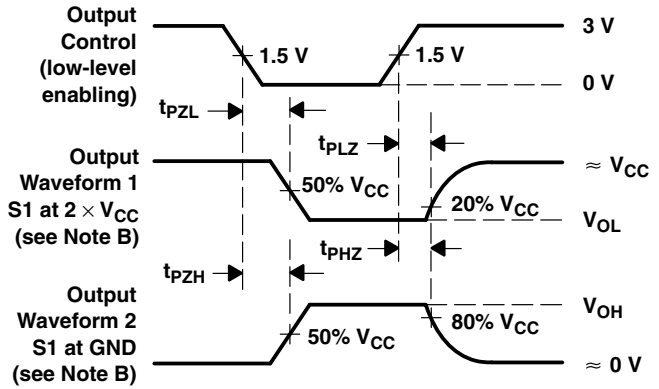 Output
Control
(low-level
enabling)
1.5 V
1.5 V
3 V
0 V
tPZL
tPLZ
Output
Waveform 1
S1 at 2 × VCC
(see Note B)
50% VCC
20% VCC
≈ VCC
VOL
tPHZ
tPZH
Output
Waveform 2
S1 at GND
(see Note B)
50% VCC
80% VCC
VOH
≈ 0 V